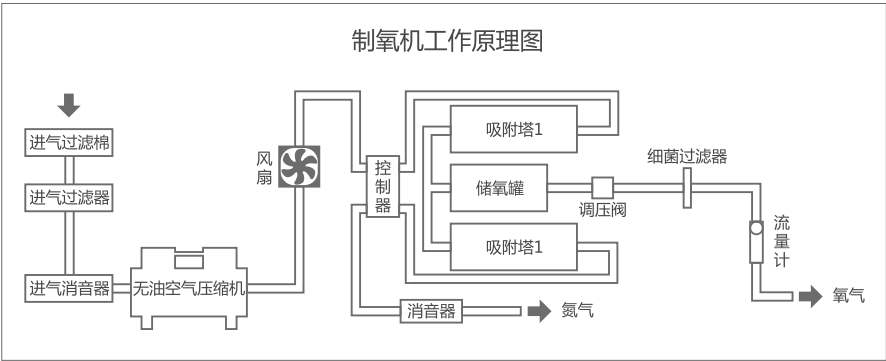 制氧机工作原理图
进气过滤棉
进气过滤器
进气消音器
无油空气压缩机
风扇
控制器
吸附塔1
储氧罐
吸附塔1
调压阀
细菌过滤器
流量计
消音器
氮气
氧气